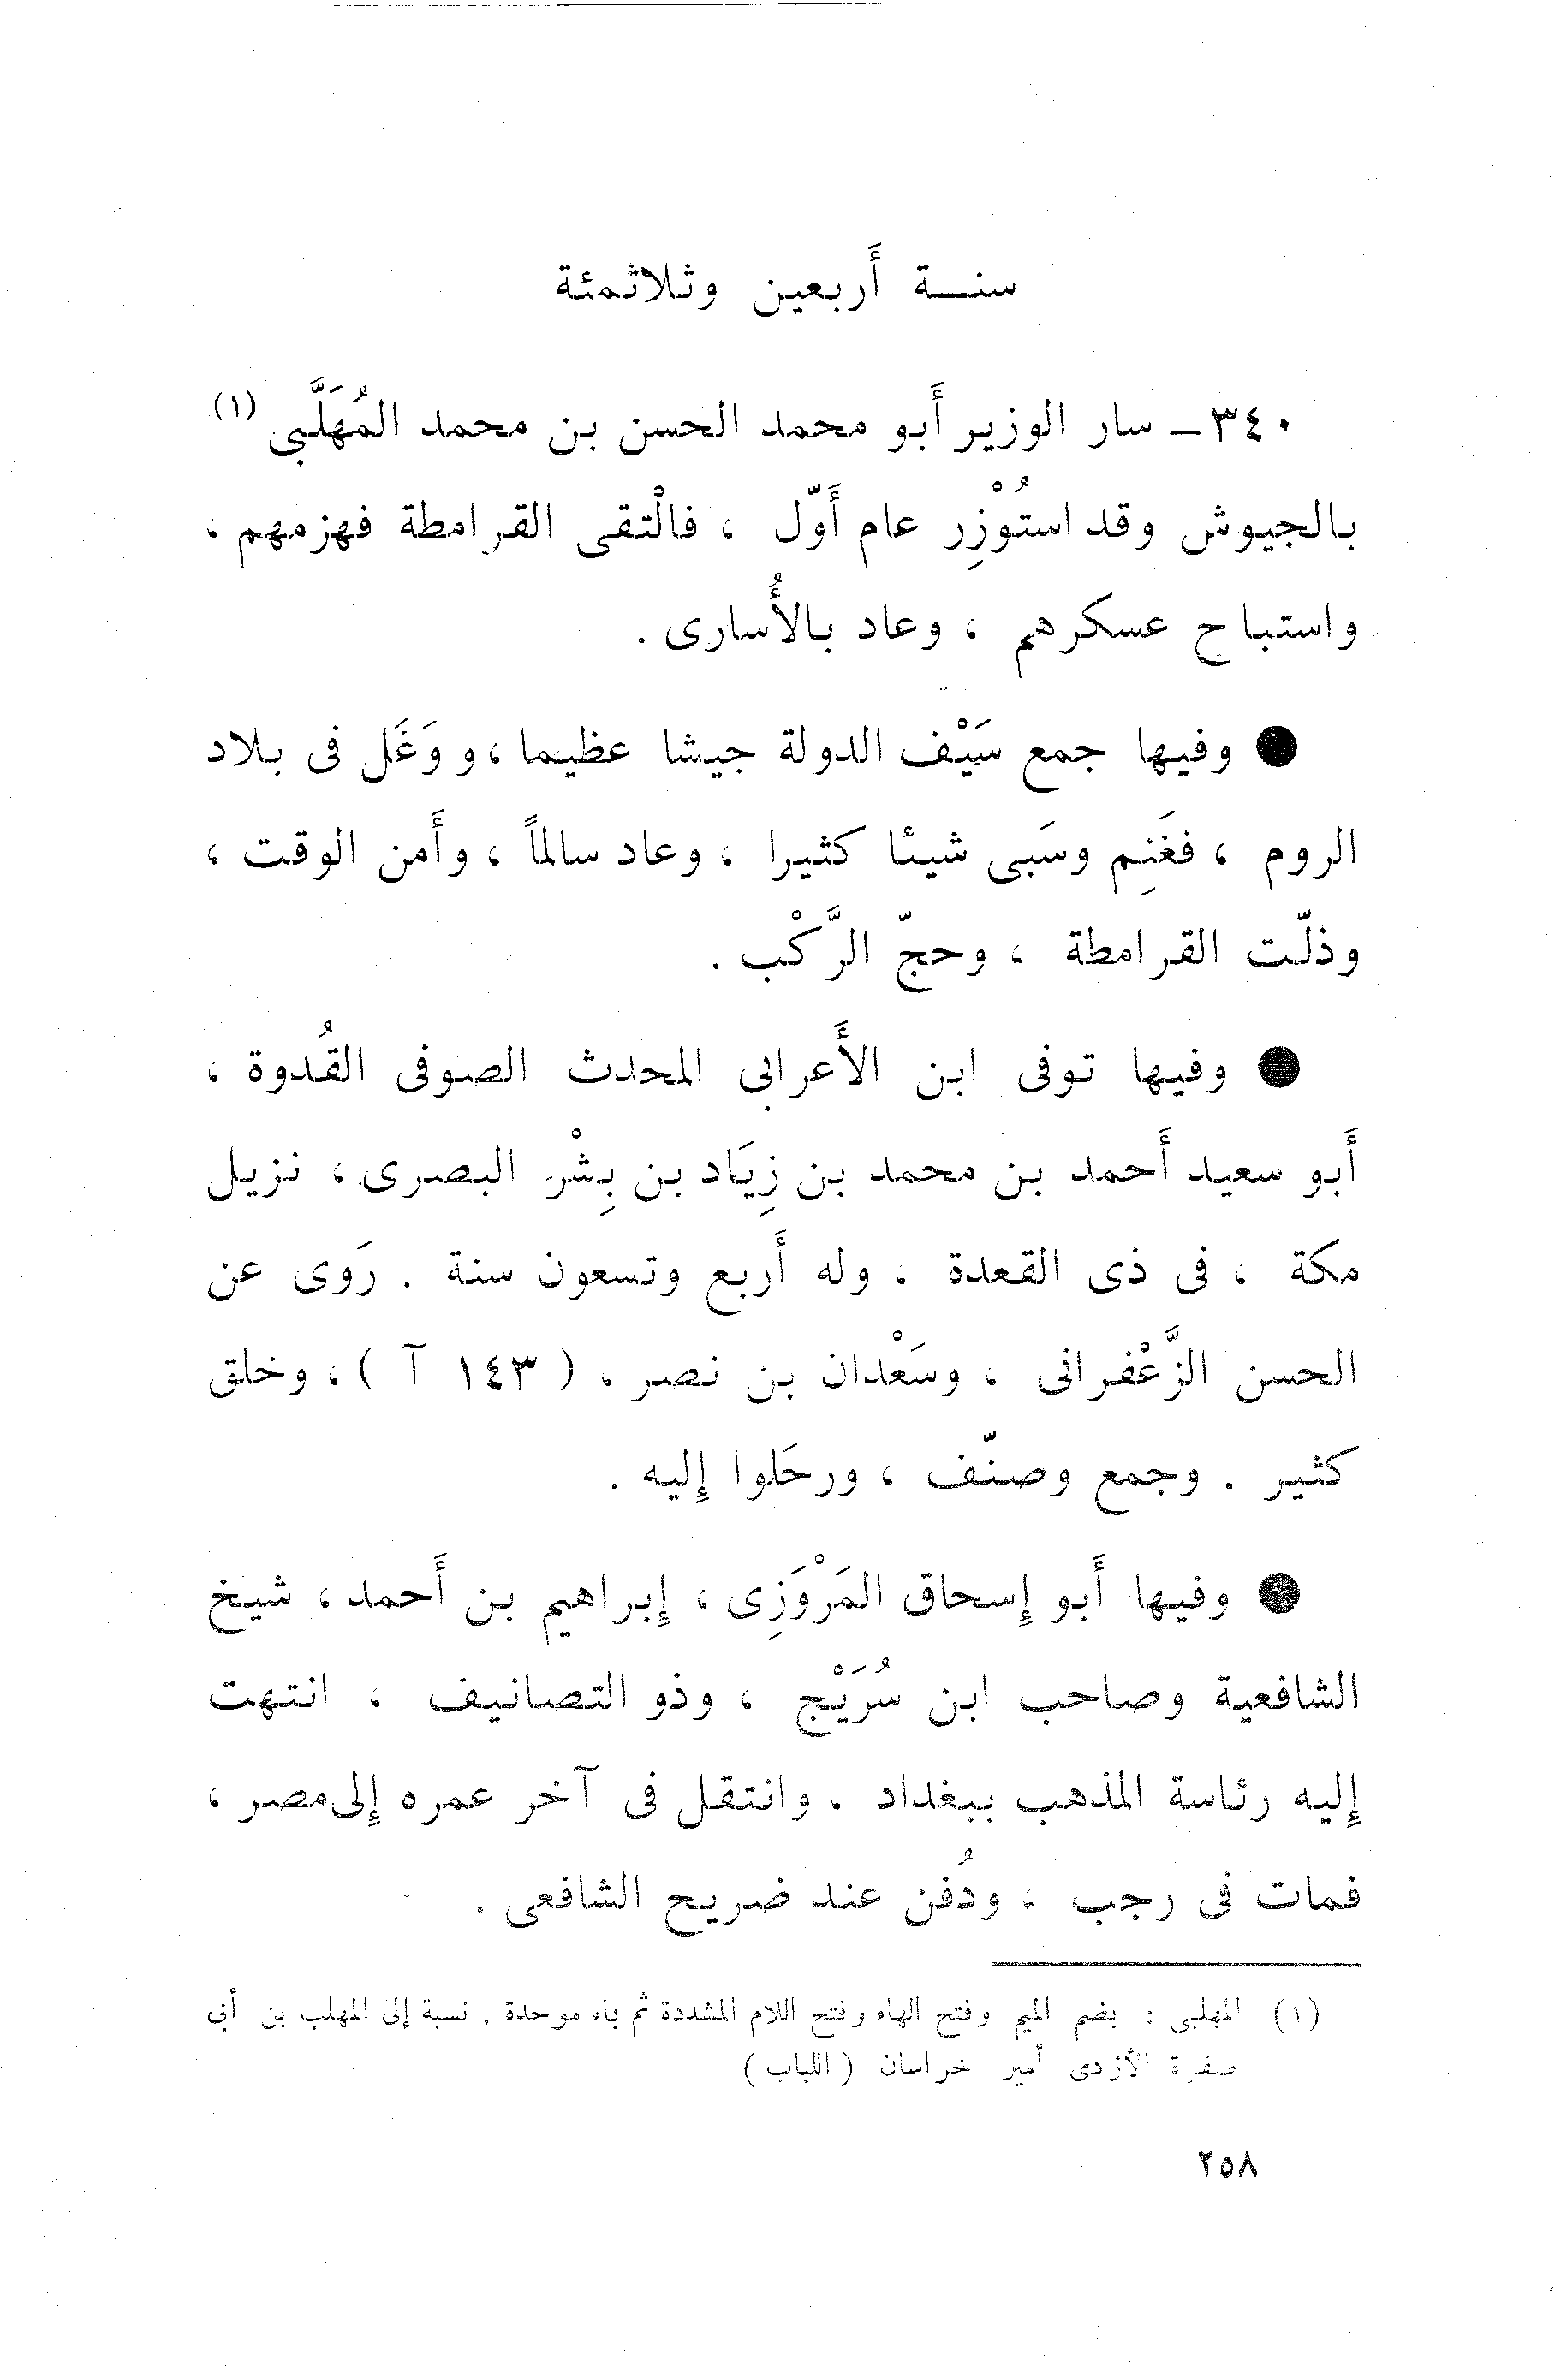 سنــة أَربعين وثلاثمئة
٣٤٠ ــ سار الوزير أَبو محمد الحسن بن محمد المُهَلَّبى (١)
بالجيوش وقد استُوْزِر عام أَوّل ، فالْتقى القرامطة فهزمهم ،
واستباح عسكرهم ، وعاد بالأُسارى .
● وفيها جمع سَيْف الدولة جيشا عظيما ، و وَغَل فى بلاد
الروم ، فغَنِم وسَبى شيئا كثيرا ، وعاد سالماً ، وأَمن الوقت ،
وذلّت القرامطة ، وحجّ الرَّكْب .
● وفيها توفى ابن الأَعرابى المحدث الصوفى القُدوة ،
أَبو سعيد أَحمد بن محمد بن زِيَاد بن بِشْر البصرى ، نزيل
مكة ، فى ذى القعدة ، وله أَربع وتسعون سنة . رَوى عن
الحسن الزَّعْفرانى ، وسَعْدان بن نصر ، ( ١٤٣ آ ) ، وخلق
كثير . وجمع وصنّف ، ورحَلوا إِليه .
● وفيها أَبو إِسحاق المَرْوَزِى ، إِبراهيم بن أَحمد ، شيخ
الشافعية وصاحب ابن سُرَيْج ، وذو التصانيف ، انتهت
إِليه رئاسة المذهب ببغداد ، وانتقل فى آخر عمره إِلى مصر ،
فمات فى رجب ، ودُفن عند ضريح الشافعى .
(١) المهلبى : بضم الميم وفتح الهاء وفتح اللام المشددة ثم باء موحدة . نسبة إلى المهلب بن أبى
صفرة الأزدى أمير خراسان ( اللباب )
٢٥٨